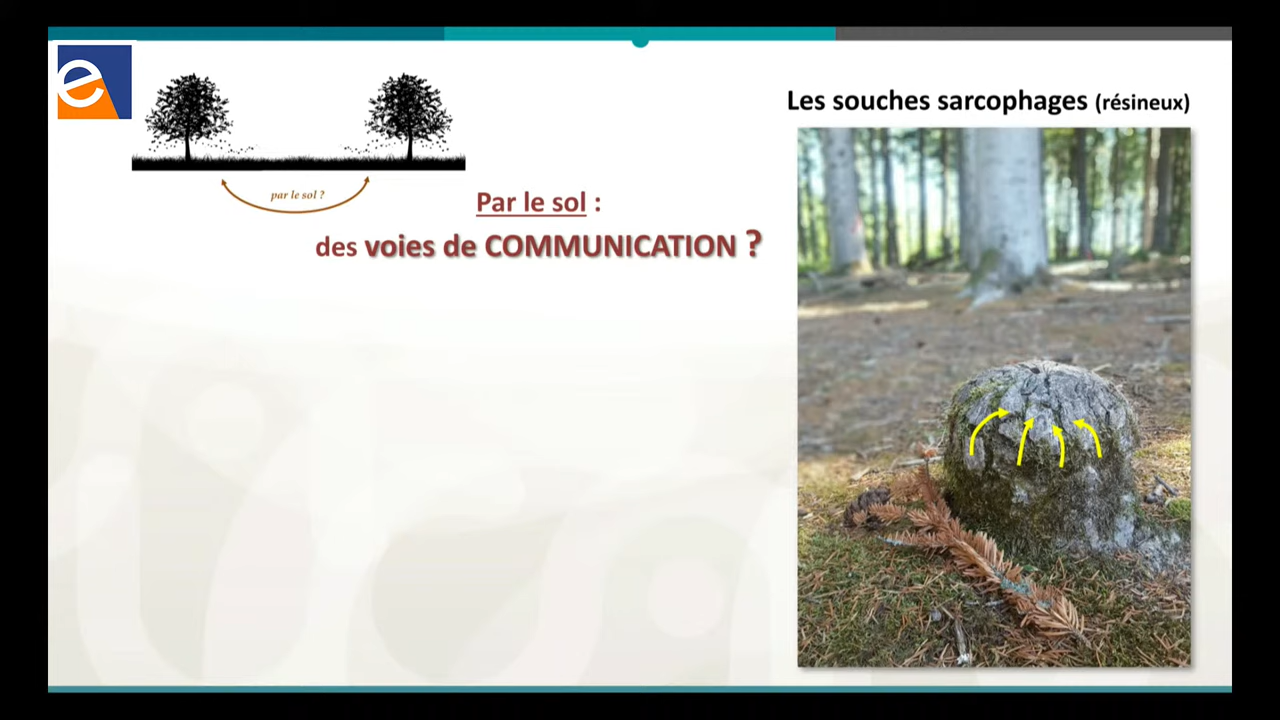 e
Les souches sarcophages (résineux)
par le sol ?
Par le sol :
des voies de COMMUNICATION ?